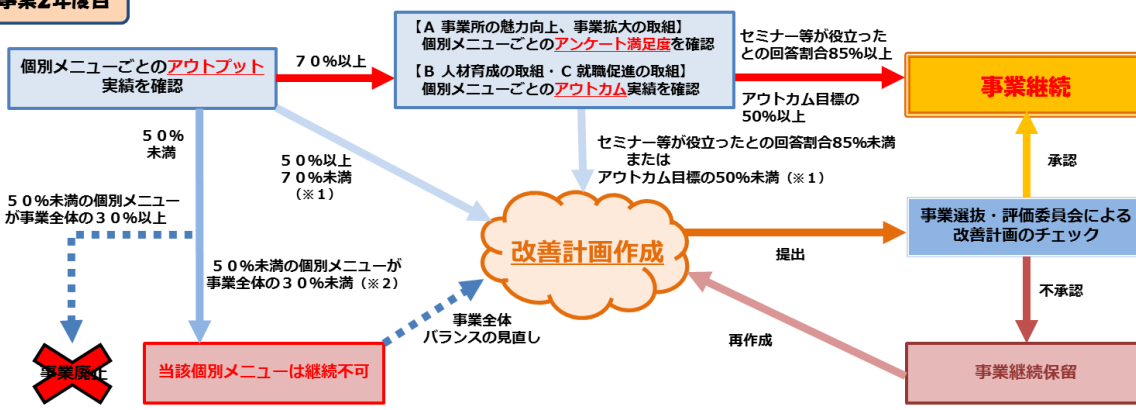 事業2年度目
個別メニューごとのアウトプット
実績を確認
70%以上
【A 事業所の魅力向上、事業拡大の取組】
個別メニューごとのアンケート満足度を確認
【B 人材育成の取組・C 就職促進の取組】
個別メニューごとのアウトカム実績を確認
セミナー等が役立った
との回答割合85%以上
アウトカム目標の
50%以上
事業継続
50%
未満
50%以上
70%未満
(※1)
セミナー等が役立ったとの回答割合85%未満
または
アウトカム目標の50%未満(※1)
承認
50%未満の個別メニュー
が事業全体の30%以上
改善計画作成
提出
事業選抜・評価委員会による
改善計画のチェック
50%未満の個別メニューが
事業全体の30%未満(※2)
不承認
事業全体
バランスの見直し
再作成
事業廃止
当該個別メニューは継続不可
事業継続保留